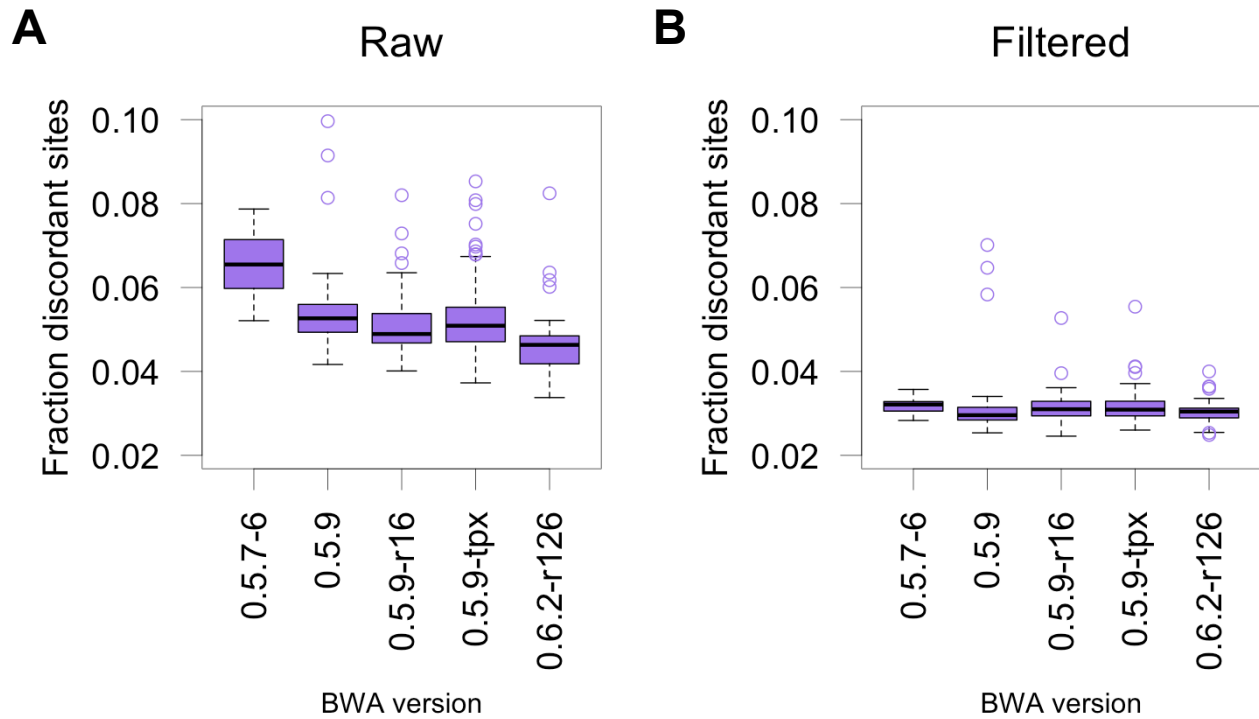 A
Raw
Fraction discordant sites
0.10
0.08
0.06
0.04
0.02
0.5.7-6
0.5.9
0.5.9-r16
0.5.9-tpx
0.6.2-r126
BWA version
B
Filtered
Fraction discordant sites
0.10
0.08
0.06
0.04
0.02
0.5.7-6
0.5.9
0.5.9-r16
0.5.9-tpx
0.6.2-r126
BWA version